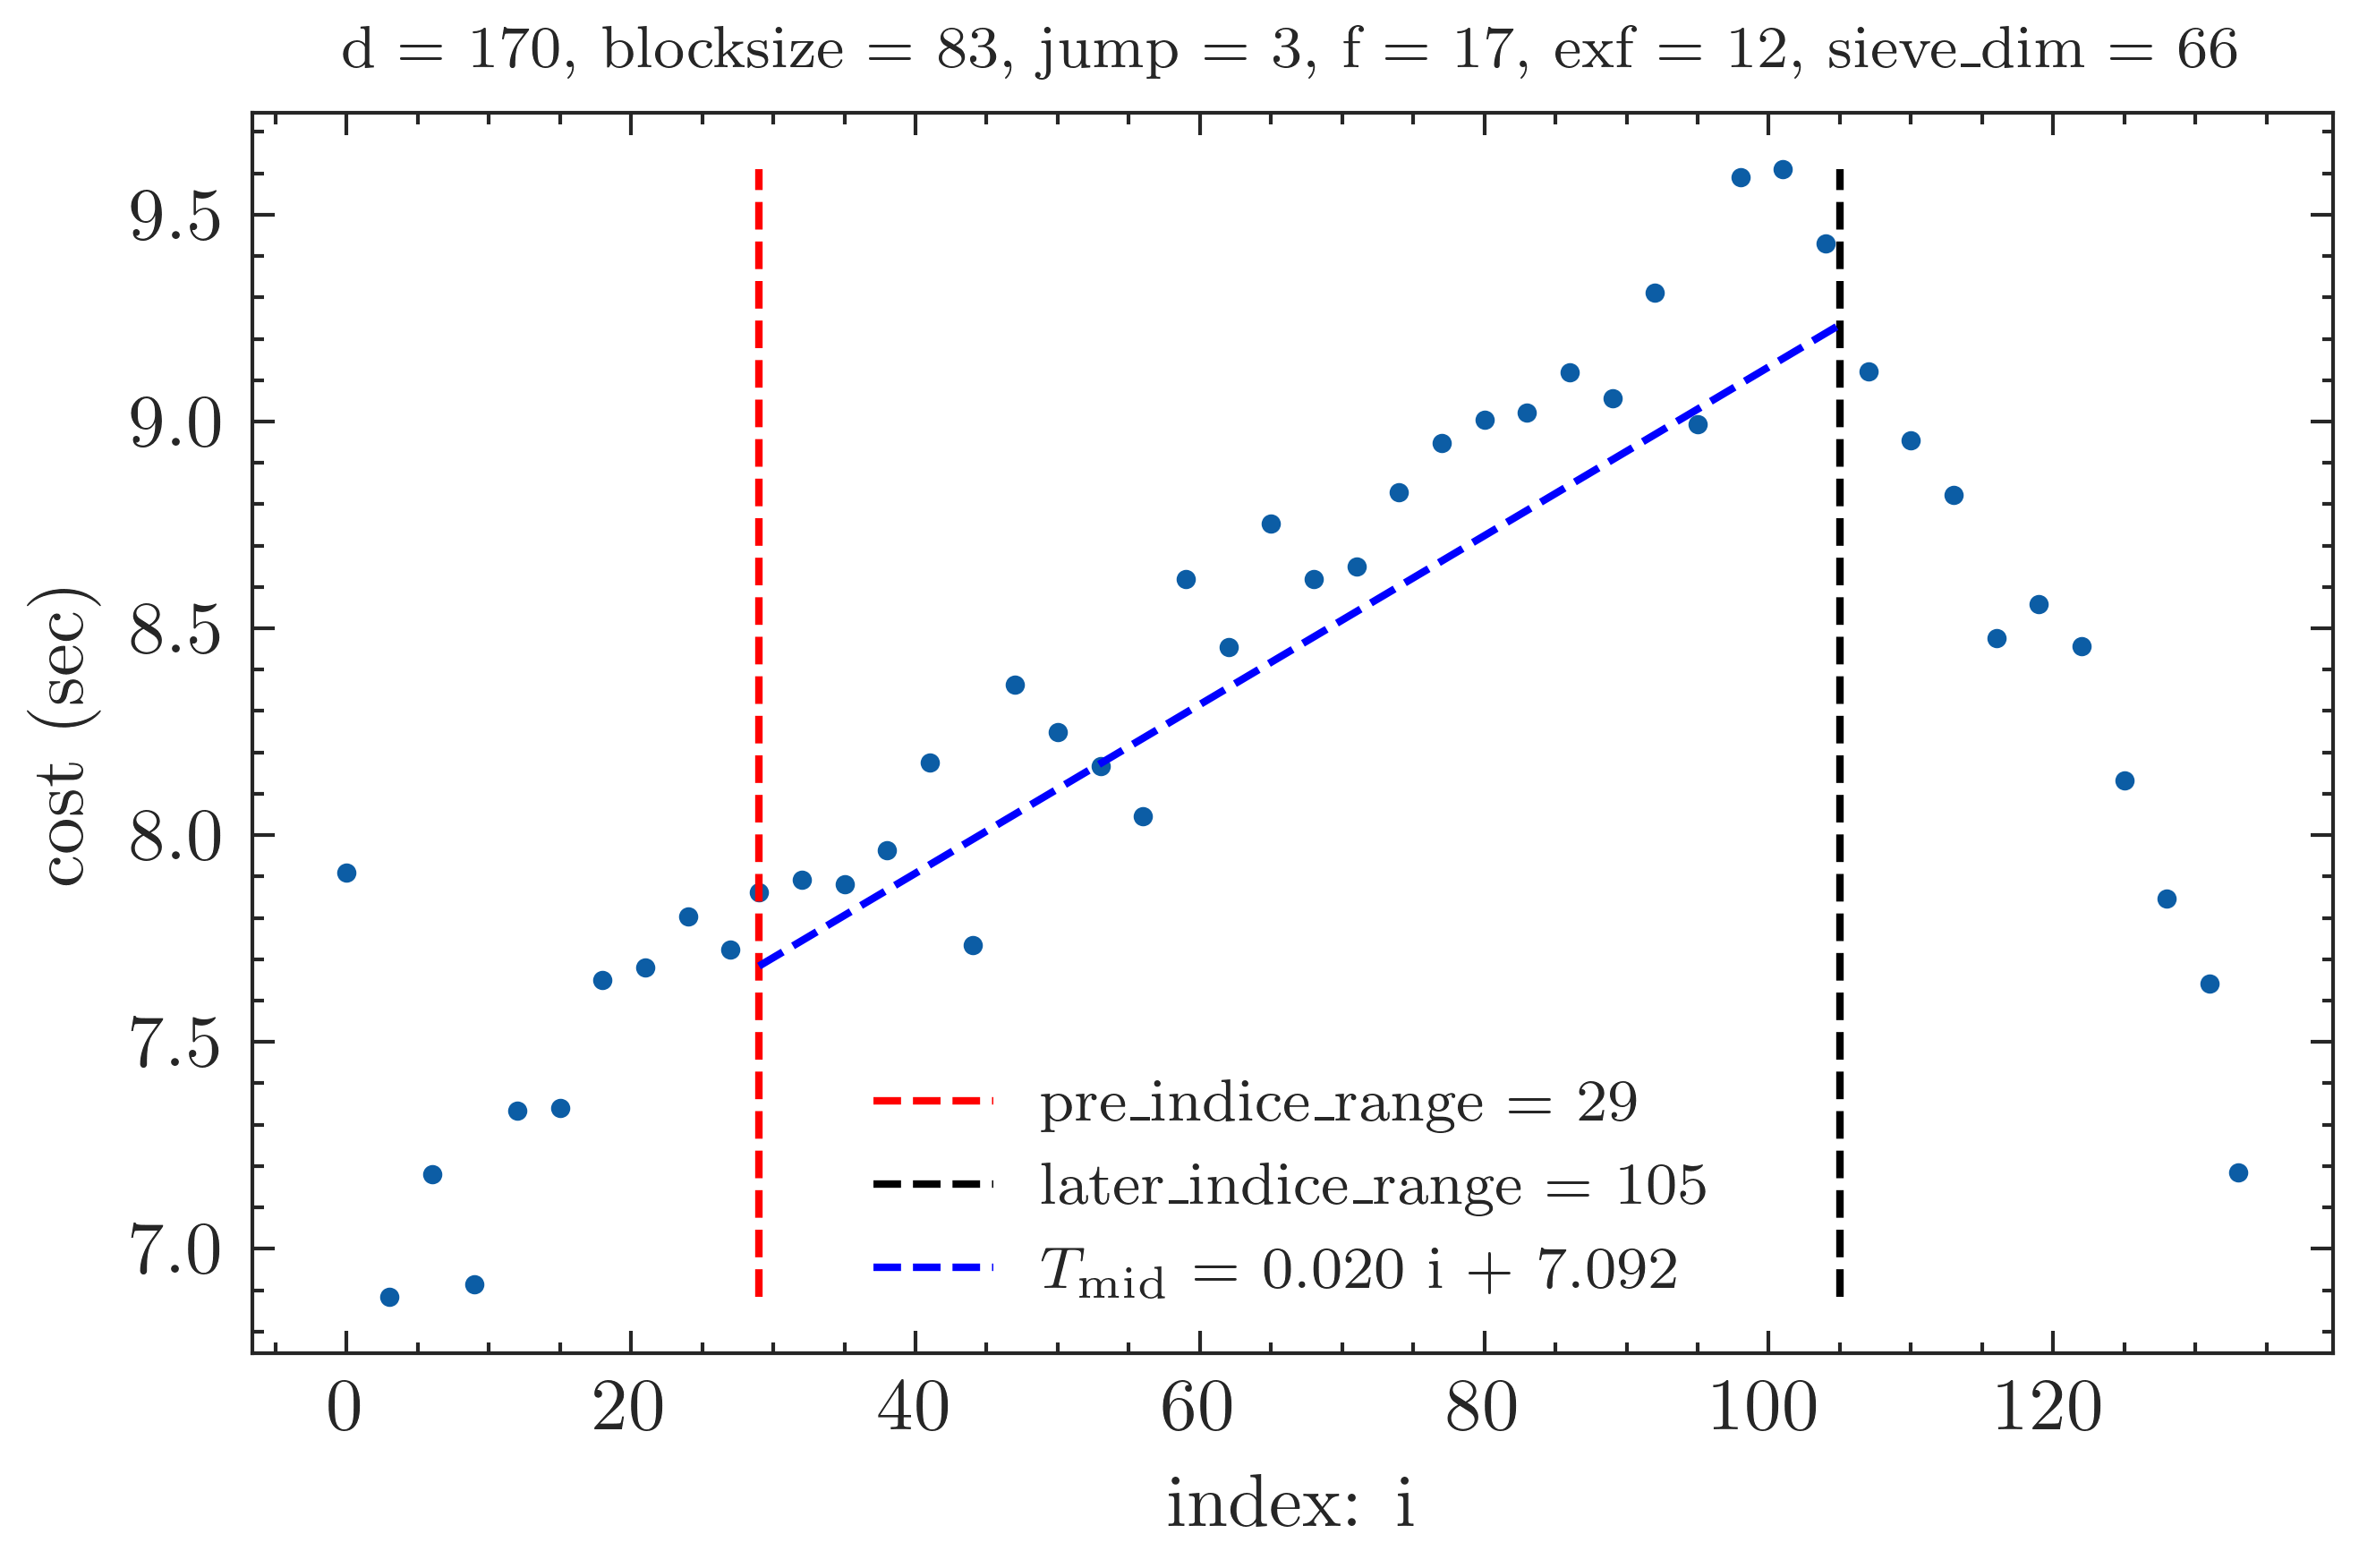 d = 170, blocksize = 83, jump = 3, f = 17, exf = 12, sieve_dim = 66
9.5
9.0
8.5
8.0
7.5
7.0
cost (sec)
pre_indice_range = 29
later_indice_range = 105
T_mid = 0.020 i + 7.092
0 20 40 60 80 100 120
index: i